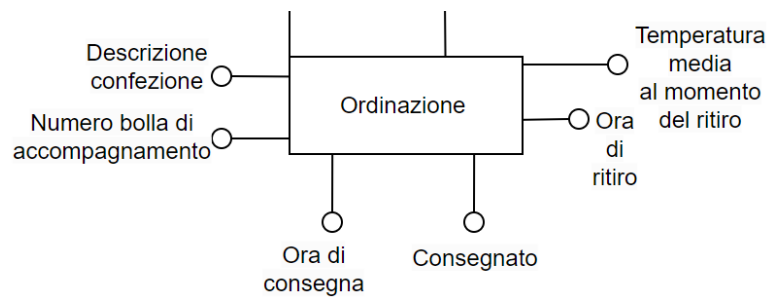 Descrizione
confezione
Numero bolla di
accompagnamento
Ordinazione
Temperatura
media
al momento
del ritiro
Ora
di
ritiro
Ora di
consegna
Consegnato